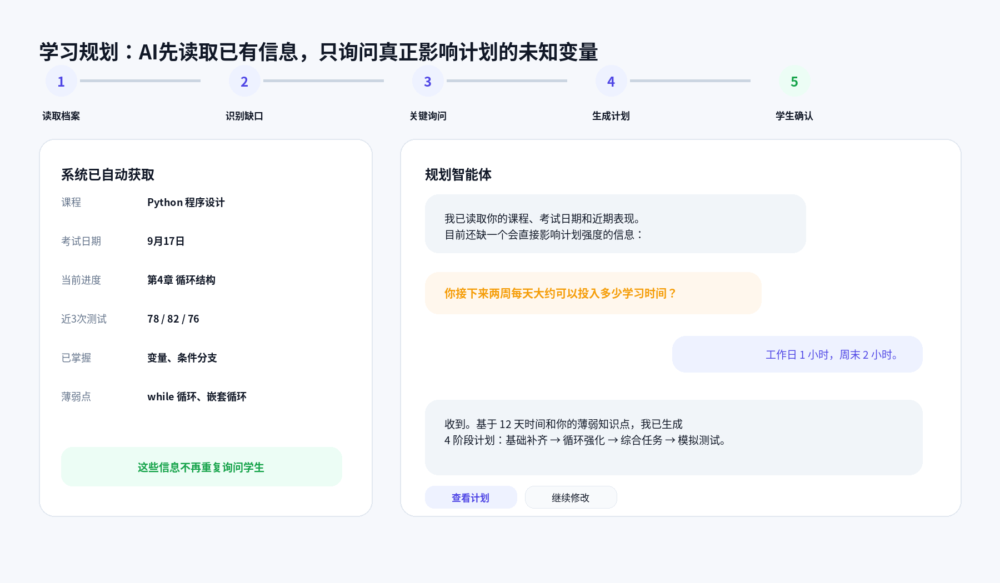 学习规划：AI先读取已有信息，只询问真正影响计划的未知变量
1
2
3
4
5
读取档案
识别缺口
关键询问
生成计划
学生确认
系统已自动获取
课程 Python 程序设计
考试日期 9月17日
当前进度 第4章 循环结构
近3次测试 78 / 82 / 76
已掌握 变量、条件分支
薄弱点 while 循环、嵌套循环
这些信息不再重复询问学生
规划智能体
我已读取你的课程、考试日期和近期表现。
目前还缺一个会直接影响计划强度的信息：
你接下来两周每天大约可以投入多少学习时间？
工作日 1 小时，周末 2 小时。
收到。基于 12 天时间和你的薄弱知识点，我已生成
4 阶段计划：基础补齐 → 循环强化 → 综合任务 → 模拟测试。
查看计划
继续修改